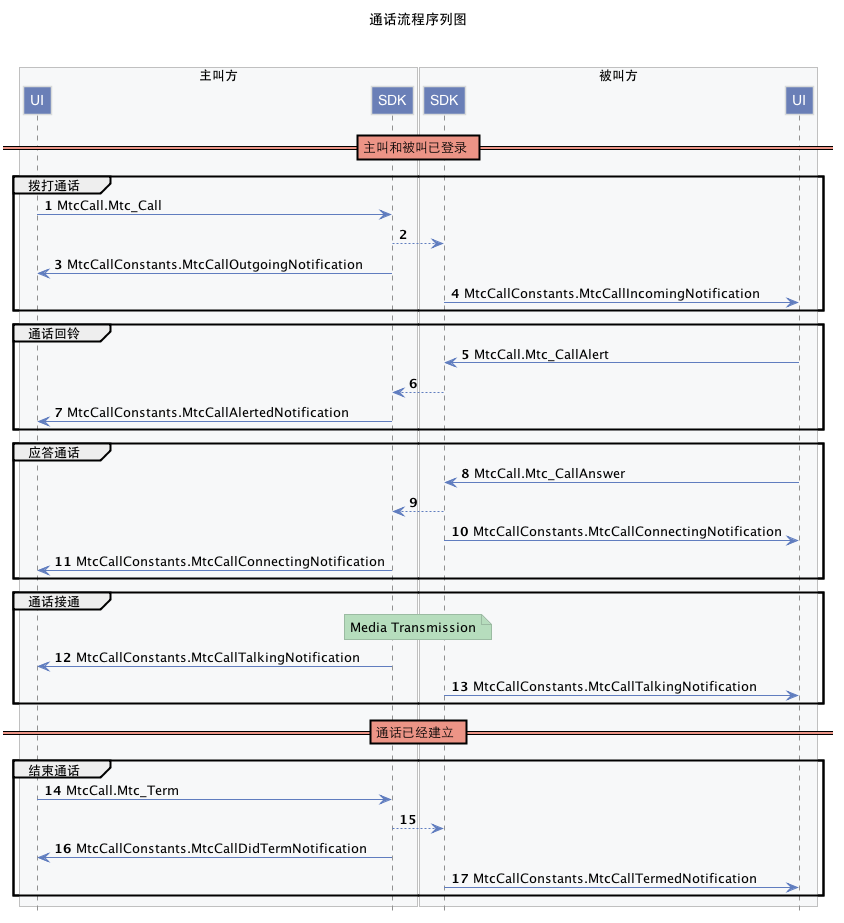 通话流程序列图
主叫方 被叫方
UI SDK SDK UI
主叫和被叫已登录
拨打通话
1 MtcCall.Mtc_Call
2
3 MtcCallConstants.MtcCallOutgoingNotification
4 MtcCallConstants.MtcCallIncomingNotification
通话回铃
5 MtcCall.Mtc_CallAlert
6
7 MtcCallConstants.MtcCallAlertedNotification
应答通话
8 MtcCall.Mtc_CallAnswer
9
10 MtcCallConstants.MtcCallConnectingNotification
11 MtcCallConstants.MtcCallConnectingNotification
通话接通
Media Transmission
12 MtcCallConstants.MtcCallTalkingNotification
13 MtcCallConstants.MtcCallTalkingNotification
通话已经建立
结束通话
14 MtcCall.Mtc_Term
15
16 MtcCallConstants.MtcCallDidTermNotification
17 MtcCallConstants.MtcCallTermedNotification